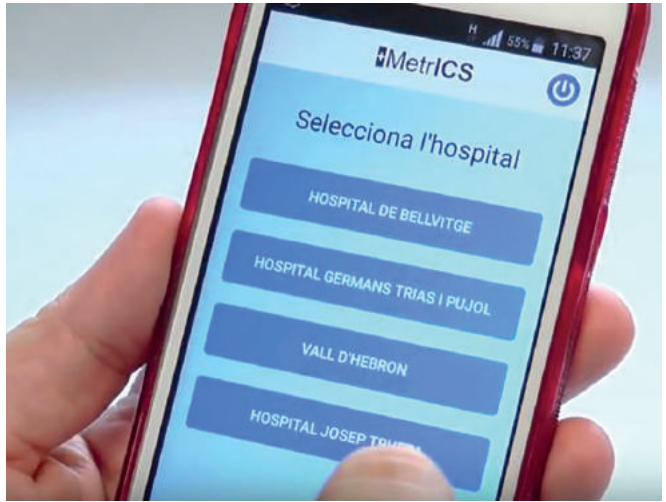 H 55% 11:37
MetrICS
Selecciona l'hospital
HOSPITAL DE BELLVITGE
HOSPITAL GERMANS TRIAS I PUJOL
VALL D'HEBRON
HOSPITAL JOSEP